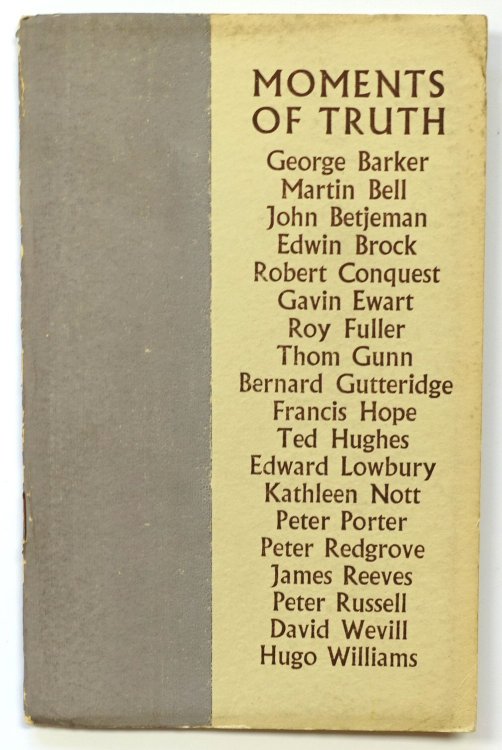 MOMENTS
OF TRUTH
George Barker
Martin Bell
John Betjeman
Edwin Brock
Robert Conquest
Gavin Ewart
Roy Fuller
Thom Gunn
Bernard Gutteridge
Francis Hope
Ted Hughes
Edward Lowbury
Kathleen Nott
Peter Porter
Peter Redgrove
James Reeves
Peter Russell
David Wevill
Hugo Williams